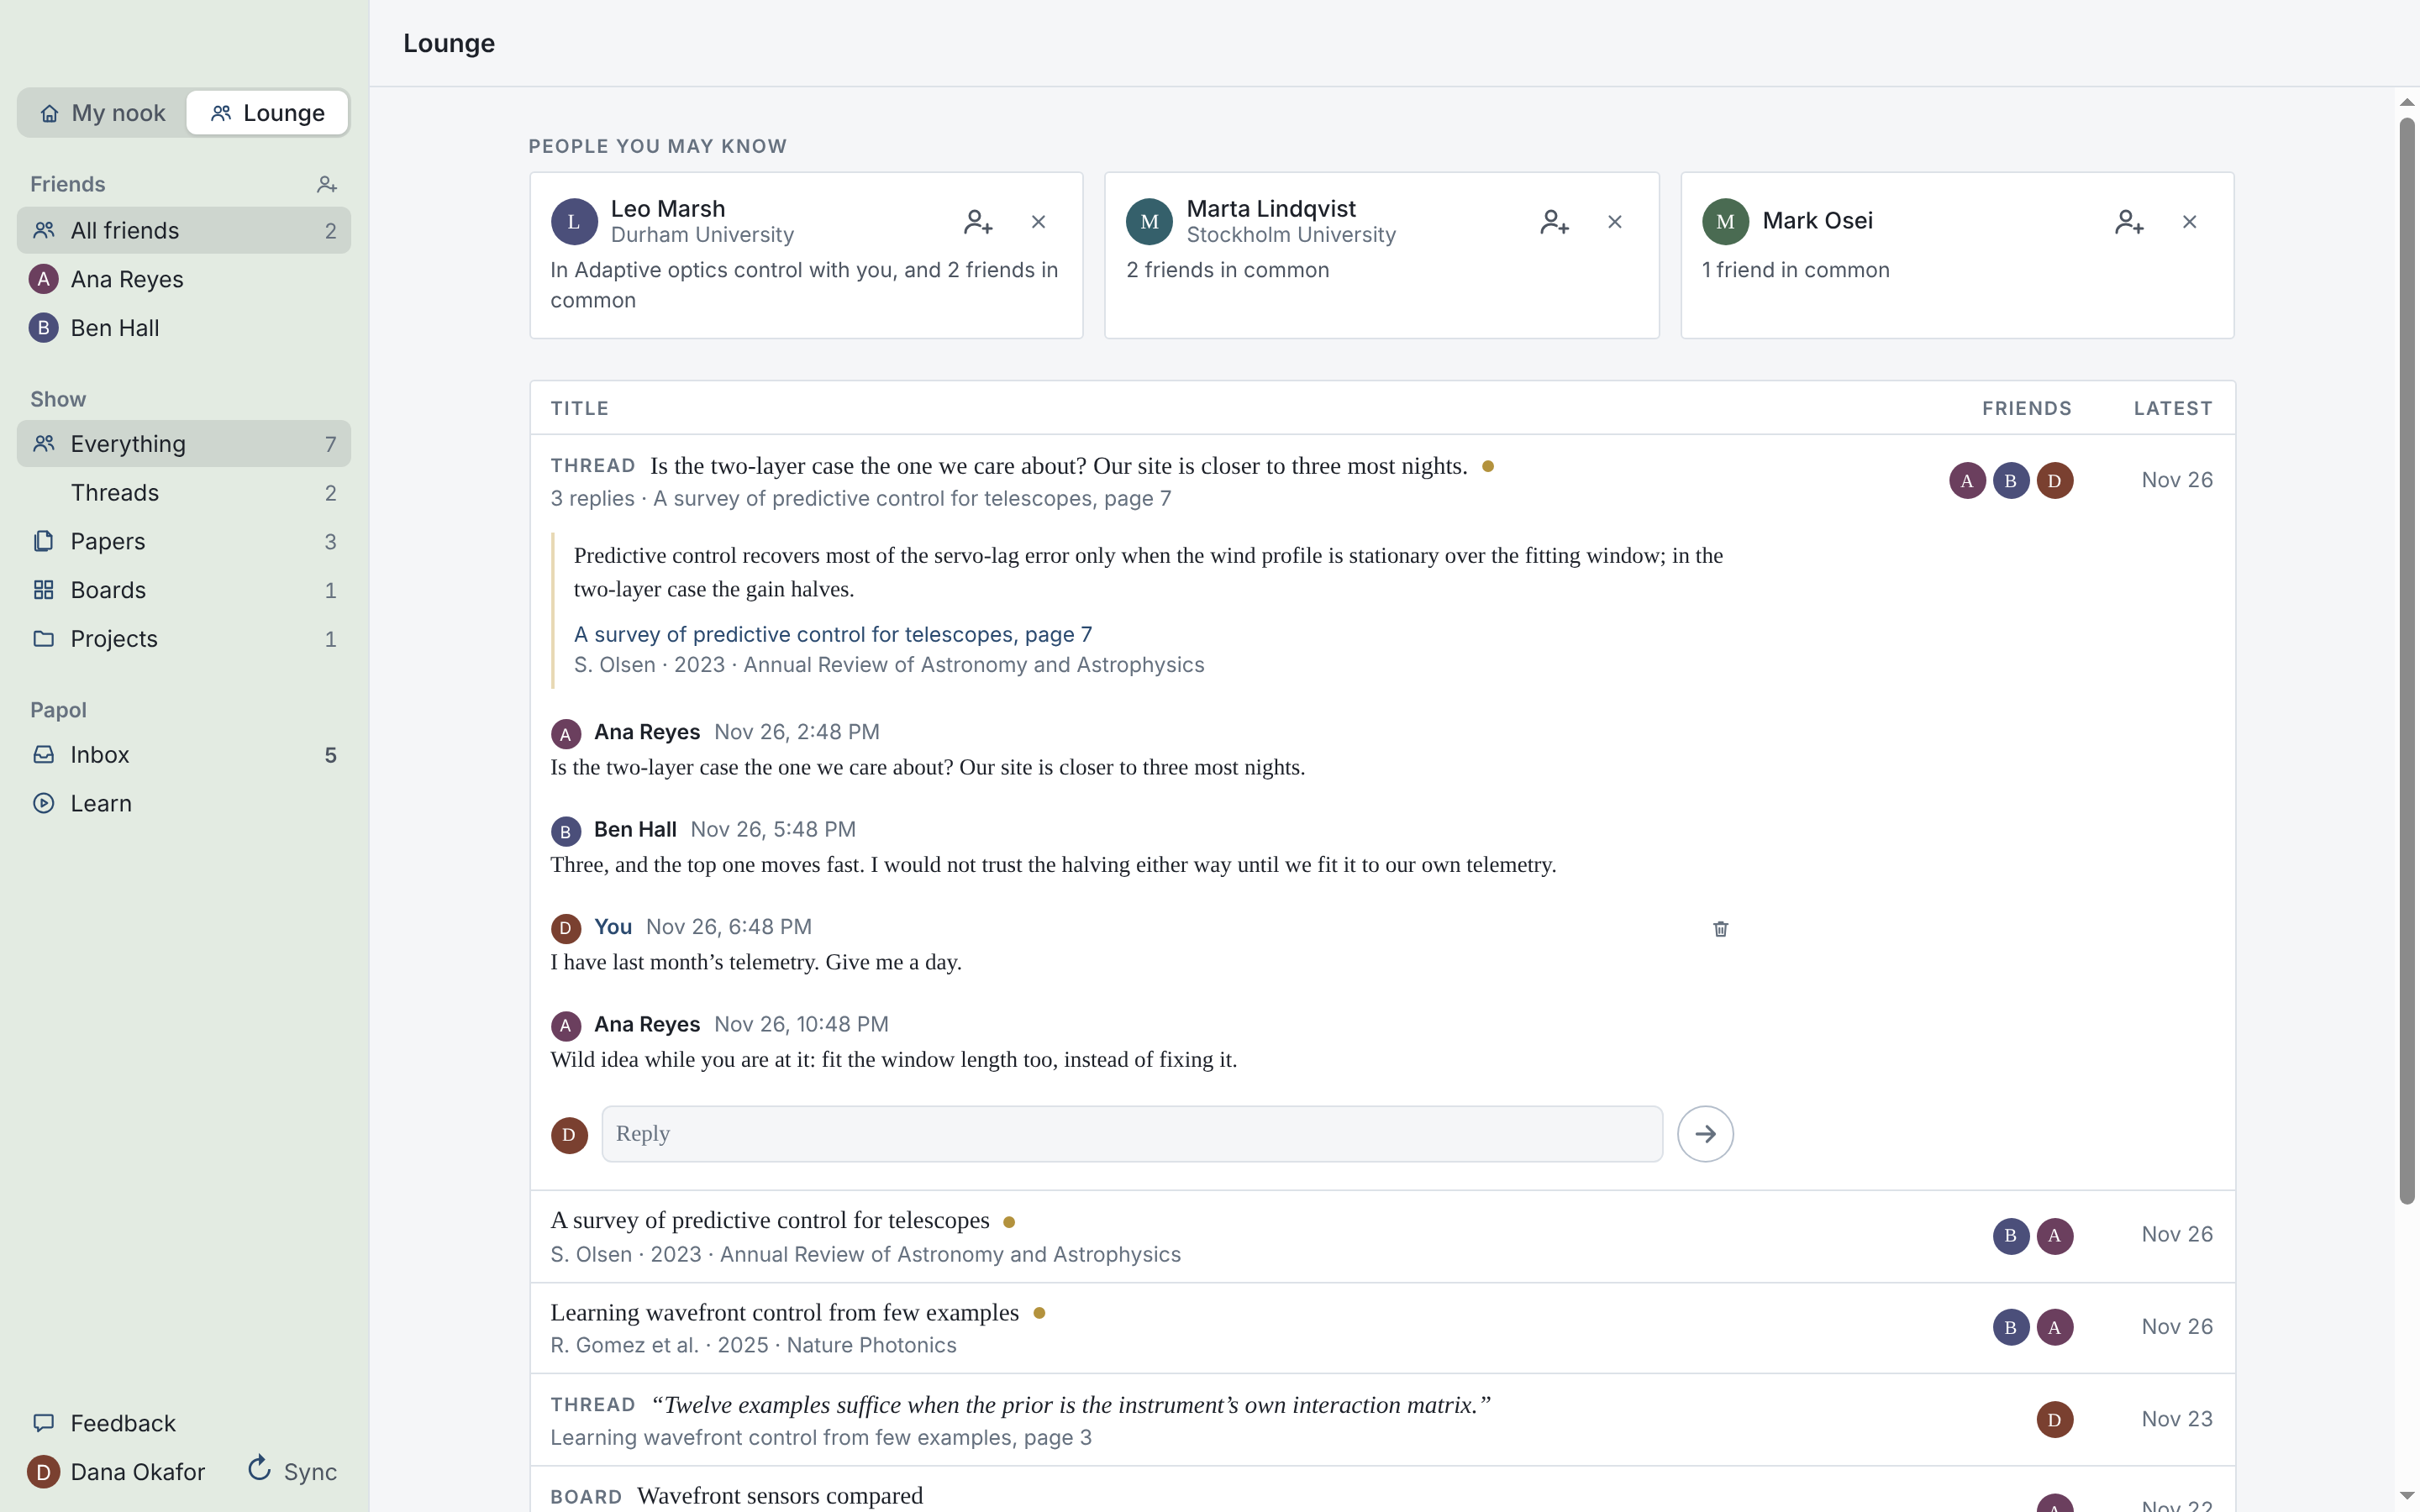 Lounge
My nook
Lounge
Friends
All friends 2
A Ana Reyes
B Ben Hall
Show
Everything 7
Threads 2
Papers 3
Boards 1
Projects 1
Papol
Inbox 5
Learn
Feedback
D Dana Okafor Sync
PEOPLE YOU MAY KNOW
L Leo Marsh
Durham University
In Adaptive optics control with you, and 2 friends in
common
M Marta Lindqvist
Stockholm University
2 friends in common
M Mark Osei
1 friend in common
TITLE FRIENDS LATEST
THREAD Is the two-layer case the one we care about? Our site is closer to three most nights. A B D Nov 26
3 replies · A survey of predictive control for telescopes, page 7
Predictive control recovers most of the servo-lag error only when the wind profile is stationary over the fitting window; in the
two-layer case the gain halves.
A survey of predictive control for telescopes, page 7
S. Olsen · 2023 · Annual Review of Astronomy and Astrophysics
A Ana Reyes Nov 26, 2:48 PM
Is the two-layer case the one we care about? Our site is closer to three most nights.
B Ben Hall Nov 26, 5:48 PM
Three, and the top one moves fast. I would not trust the halving either way until we fit it to our own telemetry.
D You Nov 26, 6:48 PM
I have last month’s telemetry. Give me a day.
A Ana Reyes Nov 26, 10:48 PM
Wild idea while you are at it: fit the window length too, instead of fixing it.
D Reply
A survey of predictive control for telescopes B A Nov 26
S. Olsen · 2023 · Annual Review of Astronomy and Astrophysics
Learning wavefront control from few examples B A Nov 26
R. Gomez et al. · 2025 · Nature Photonics
THREAD “Twelve examples suffice when the prior is the instrument’s own interaction matrix.” D Nov 23
Learning wavefront control from few examples, page 3
BOARD Wavefront sensors compared A Nov 22